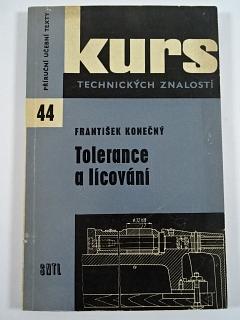 PŘÍRUČNÍ UČEBNÍ TEXTY
kurs
TECHNICKÝCH ZNALOSTÍ
44
FRANTIŠEK KONEČNÝ
Tolerance
a lícování
SNTL